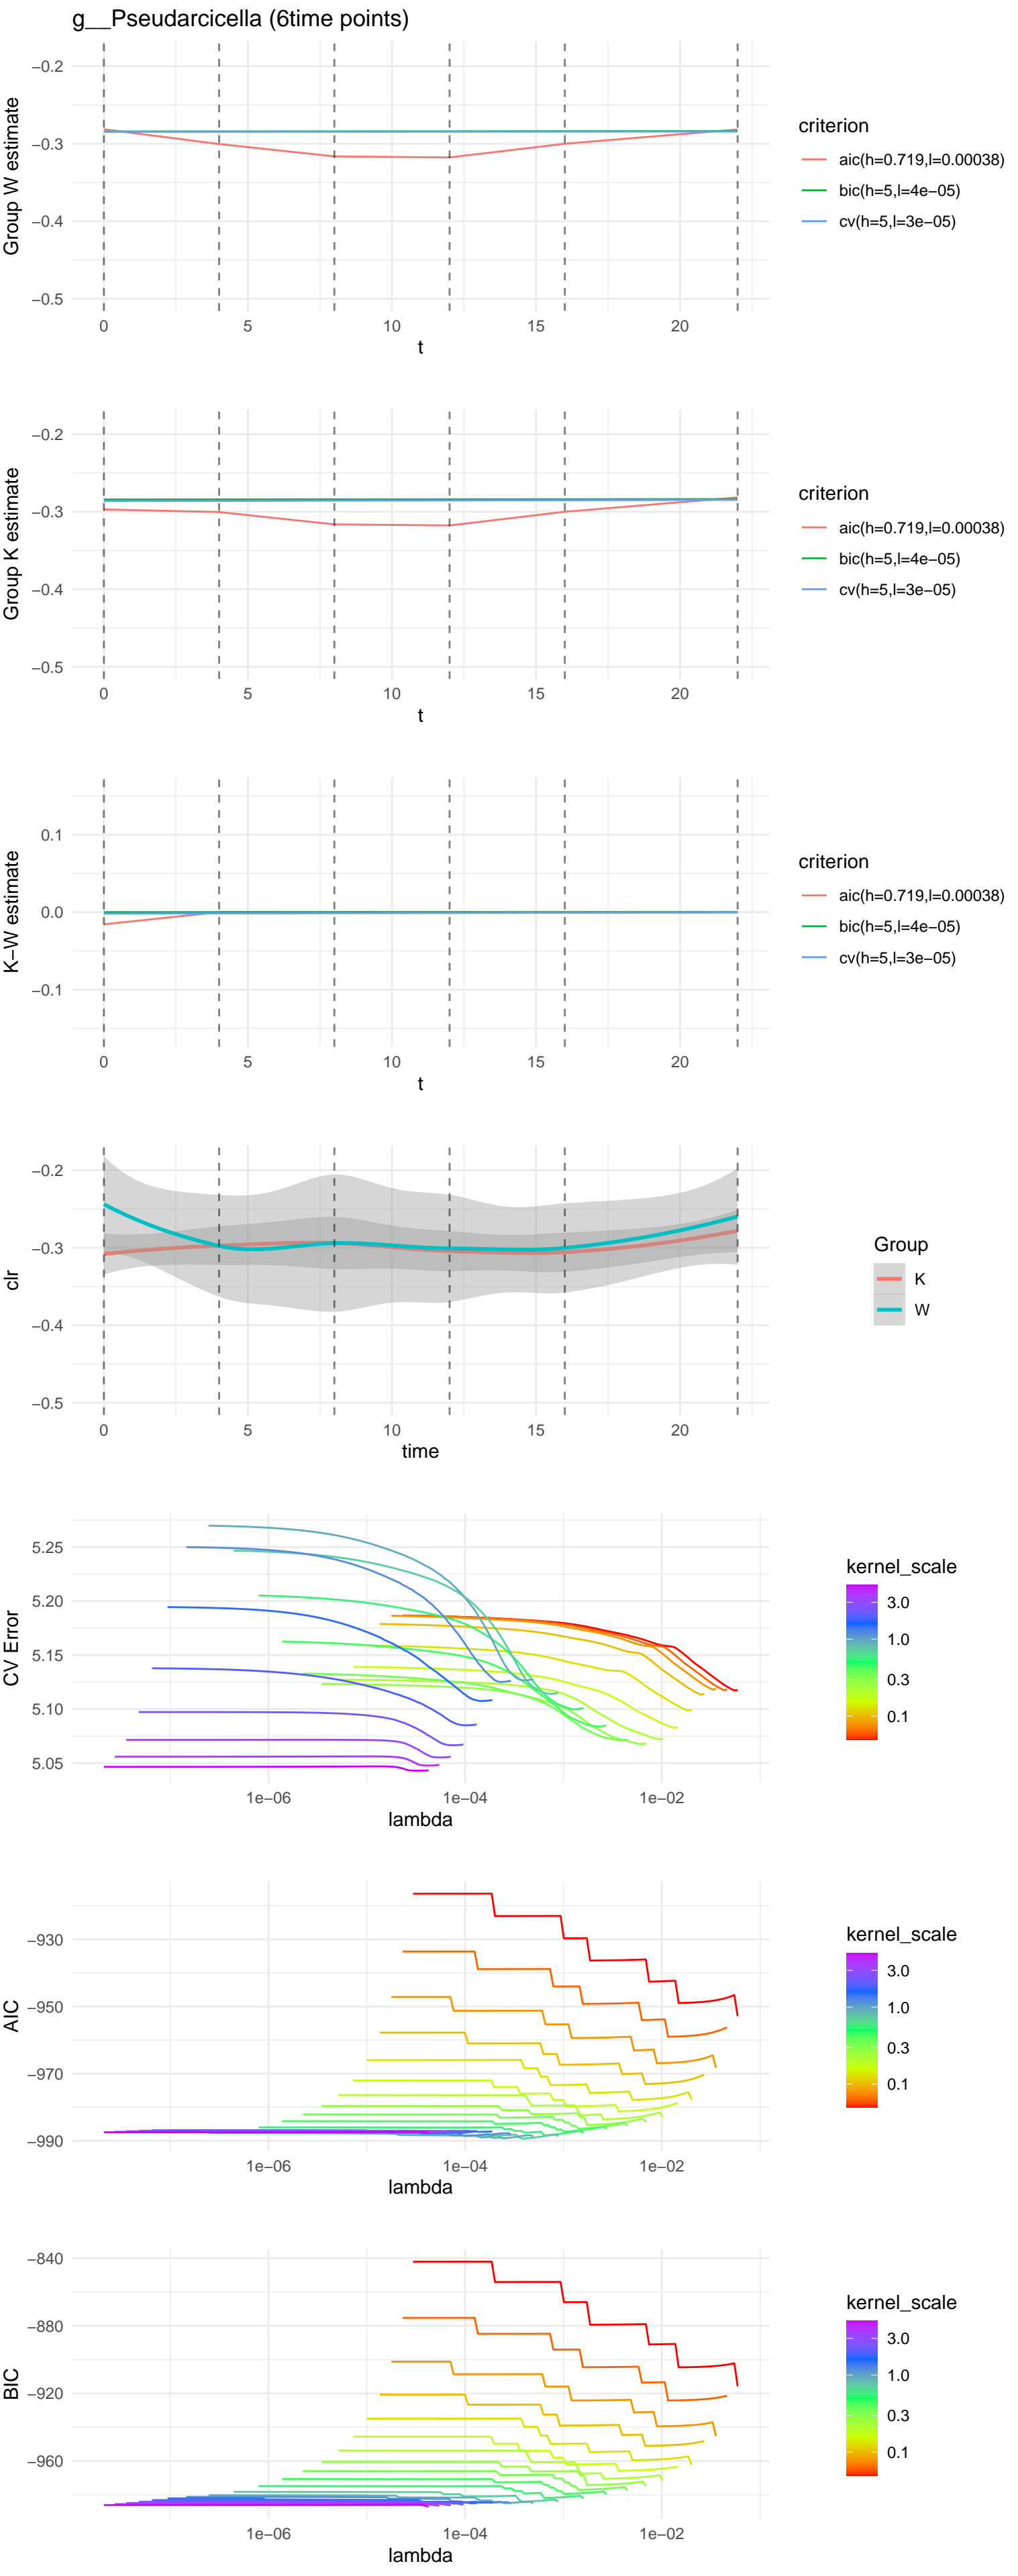 g__Pseudarcicella (6time points)
Group W estimate
−0.2
−0.3
−0.4
−0.5
0 5 10 15 20
t
criterion
aic(h=0.719,l=0.00038)
bic(h=5,l=4e−05)
cv(h=5,l=3e−05)
Group K estimate
−0.2
−0.3
−0.4
−0.5
0 5 10 15 20
t
criterion
aic(h=0.719,l=0.00038)
bic(h=5,l=4e−05)
cv(h=5,l=3e−05)
K−W estimate
0.1
0.0
−0.1
0 5 10 15 20
t
criterion
aic(h=0.719,l=0.00038)
bic(h=5,l=4e−05)
cv(h=5,l=3e−05)
clr
−0.2
−0.3
−0.4
−0.5
0 5 10 15 20
time
Group
K
W
CV Error
5.25
5.20
5.15
5.10
5.05
1e−06 1e−04 1e−02
lambda
kernel_scale
3.0
1.0
0.3
0.1
AIC
−930
−950
−970
−990
1e−06 1e−04 1e−02
lambda
kernel_scale
3.0
1.0
0.3
0.1
BIC
−840
−880
−920
−960
1e−06 1e−04 1e−02
lambda
kernel_scale
3.0
1.0
0.3
0.1